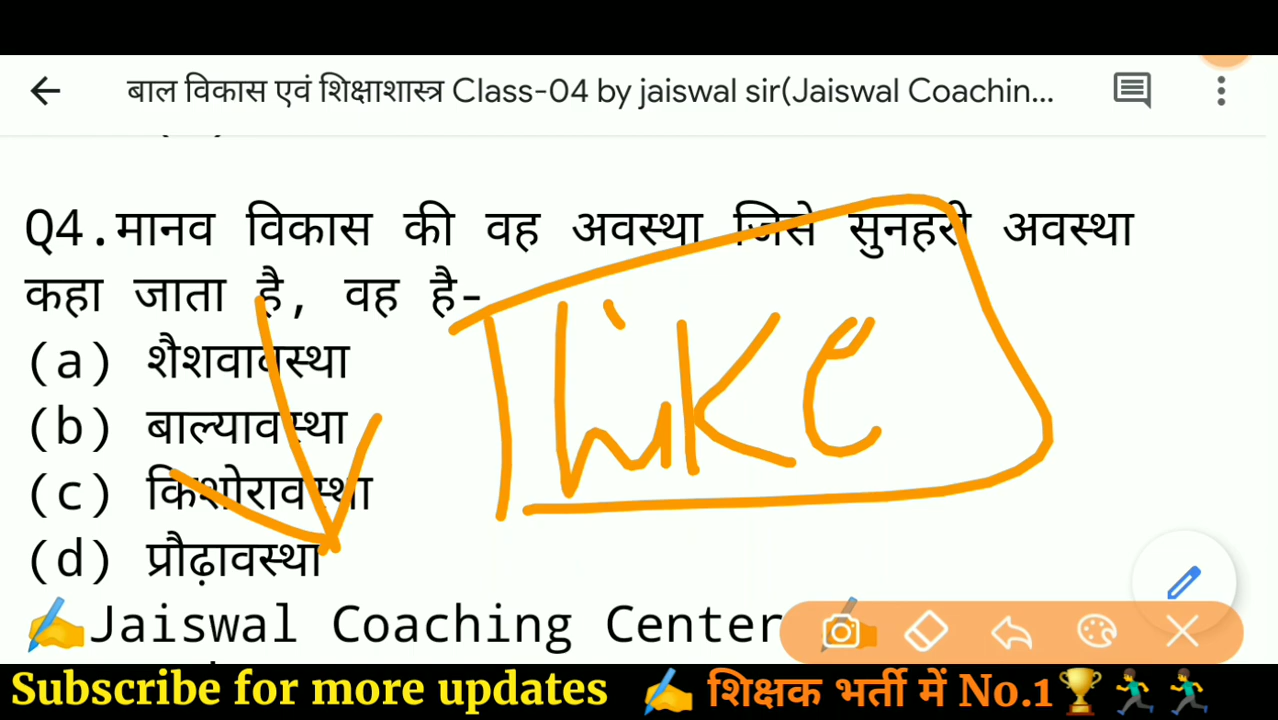 बाल विकास एवं शिक्षाशास्त्र Class-04 by jaiswal sir(Jaiswal Coachin...
Q4.मानव विकास की वह अवस्था जिसे सुनहरी अवस्था
कहा जाता है, वह है-
(a) शैशवावस्था
(b) बाल्यावस्था
(c) किशोरावस्था
(d) प्रौढ़ावस्था
like
✍️Jaiswal Coaching Center
Subscribe for more updates ✍️ शिक्षक भर्ती में No.1🏆🏃‍♂️🏃‍♂️